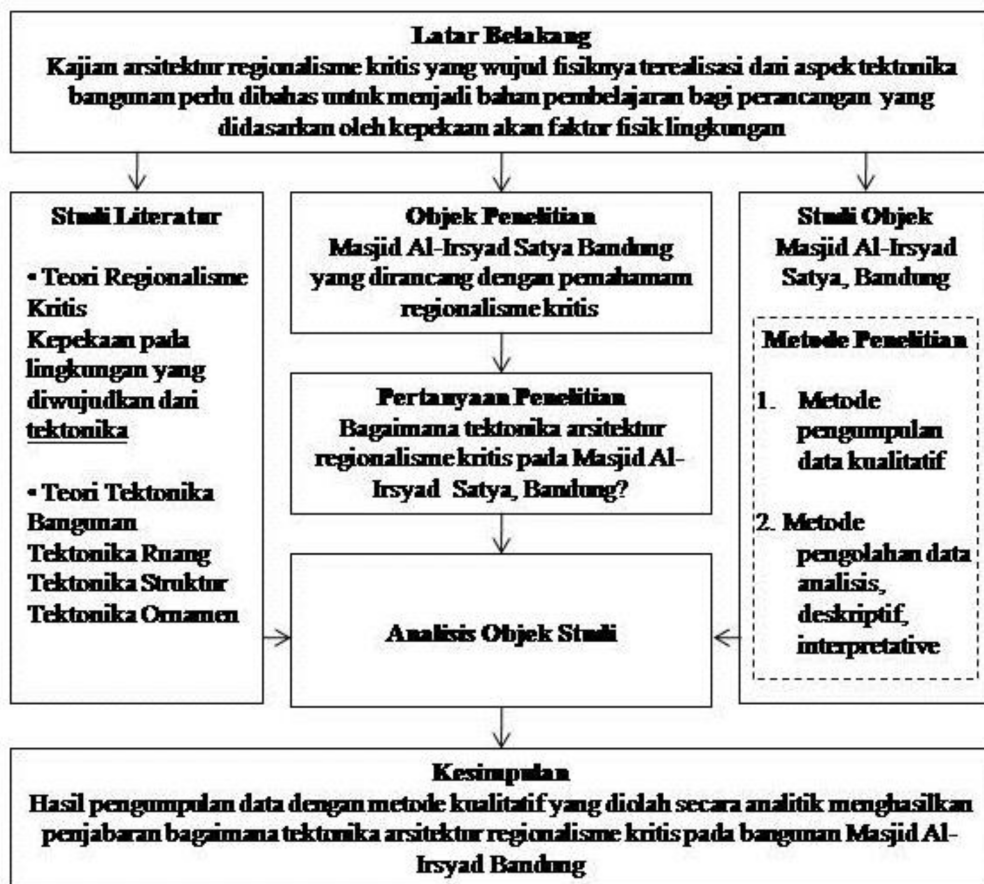 Latar Belakang
Kajian arsitektur regionalisme kritis yang wujud fisiknya terealisasi dari aspek tektonika
bangunan perlu dibahas untuk menjadi bahan pembelajaran bagi perancangan yang
didasarkan oleh kepekaan akan faktor fisik lingkungan
Studi Literatur
• Teori Regionalisme
Kritis
Kepekaan pada
lingkungan yang
diwujudkan dari
tektonika
• Teori Tektonika
Bangunan
Tektonika Ruang
Tektonika Struktur
Tektonika Ornamen
Objek Penelitian
Masjid Al-Irsyad Satya Bandung
yang dirancang dengan pemahamam
regionalisme kritis
Pertanyaan Penelitian
Bagaimana tektonika arsitektur
regionalisme kritis pada Masjid Al-
Irsyad Satya, Bandung?
Analisis Objek Studi
Studi Objek
Masjid Al-Irsyad
Satya, Bandung
Metode Penelitian
1. Metode
pengumpulan
data kualitatif
2. Metode
pengolahan data
analisis,
deskriptif,
interpretative
Kesimpulan
Hasil pengumpulan data dengan metode kualitatif yang diolah secara analitik menghasilkan
penjabaran bagaimana tektonika arsitektur regionalisme kritis pada bangunan Masjid Al-
Irsyad Bandung